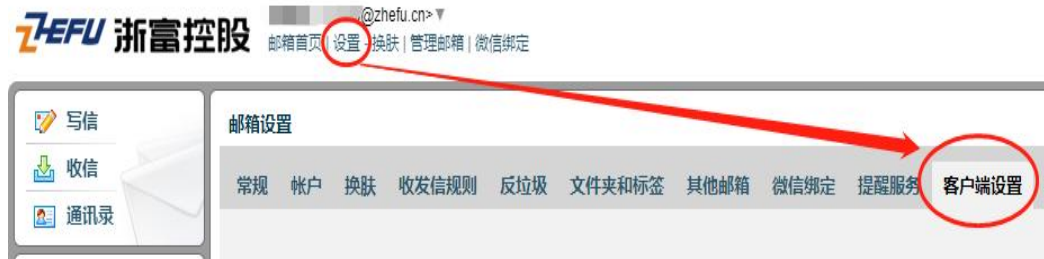 ZHEFU 浙富控股
@zhefu.cn>▼
邮箱首页 | 设置 - 换肤 | 管理邮箱 | 微信绑定
写信
收信
通讯录
邮箱设置
常规 帐户 换肤 收发信规则 反垃圾 文件夹和标签 其他邮箱 微信绑定 提醒服务 客户端设置